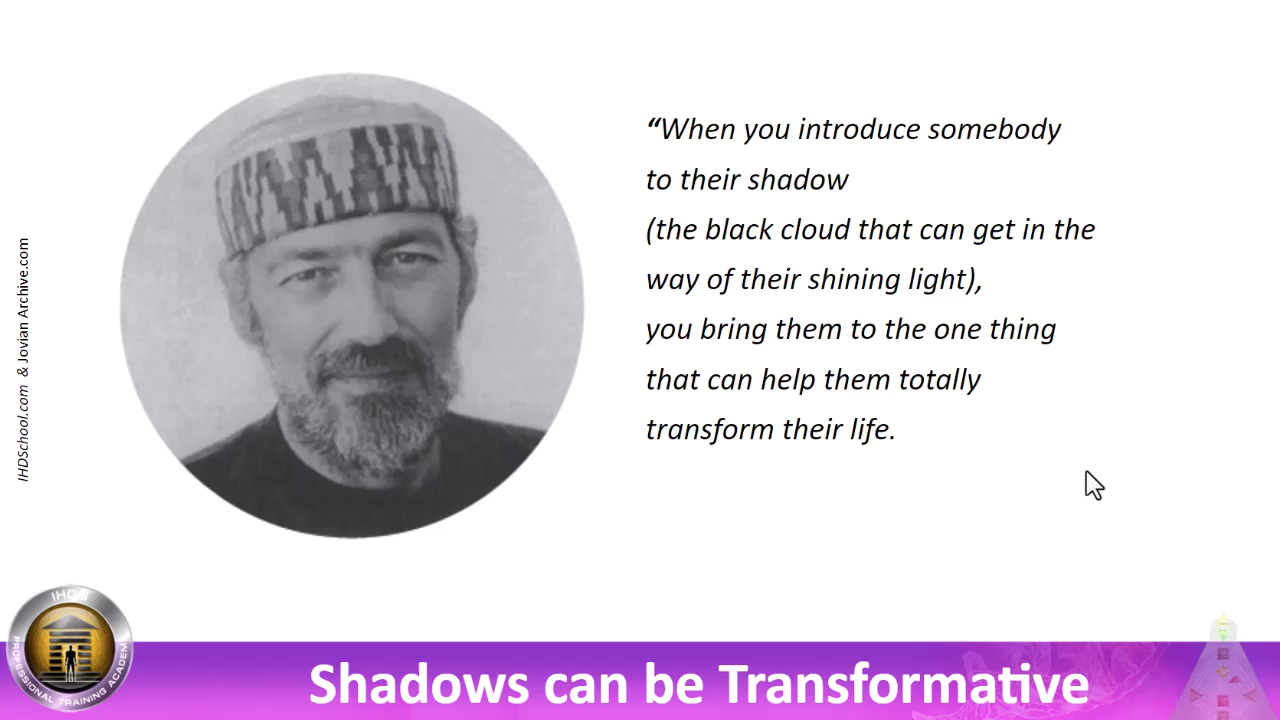 “When you introduce somebody
to their shadow
(the black cloud that can get in the
way of their shining light),
you bring them to the one thing
that can help them totally
transform their life.
IHDSchool.com & Jovian Archive.com
IHDS
PROFESSIONAL TRAINING ACADEMY
Shadows can be Transformative